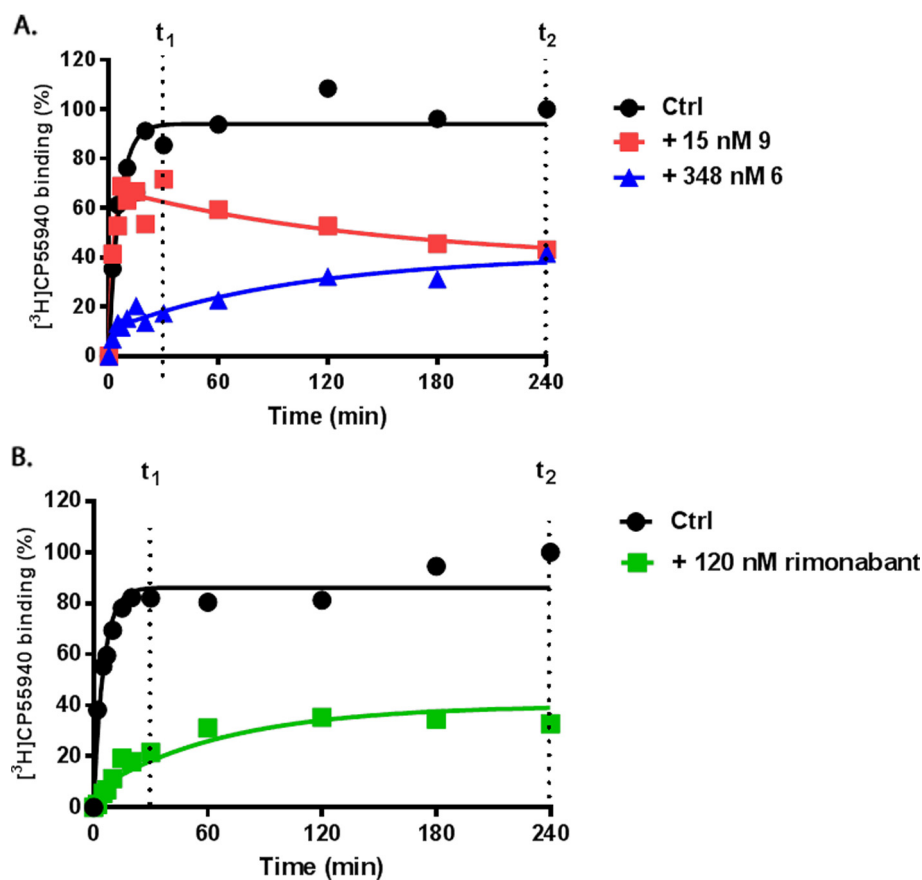 A.
t1
t2
120
100
80
60
40
20
0
[3H]CP55940 binding (%)
0 60 120 180 240
Time (min)
Ctrl
+ 15 nM 9
+ 348 nM 6
B.
t1
t2
120
100
80
60
40
20
0
[3H]CP55940 binding (%)
0 60 120 180 240
Time (min)
Ctrl
+ 120 nM rimonabant